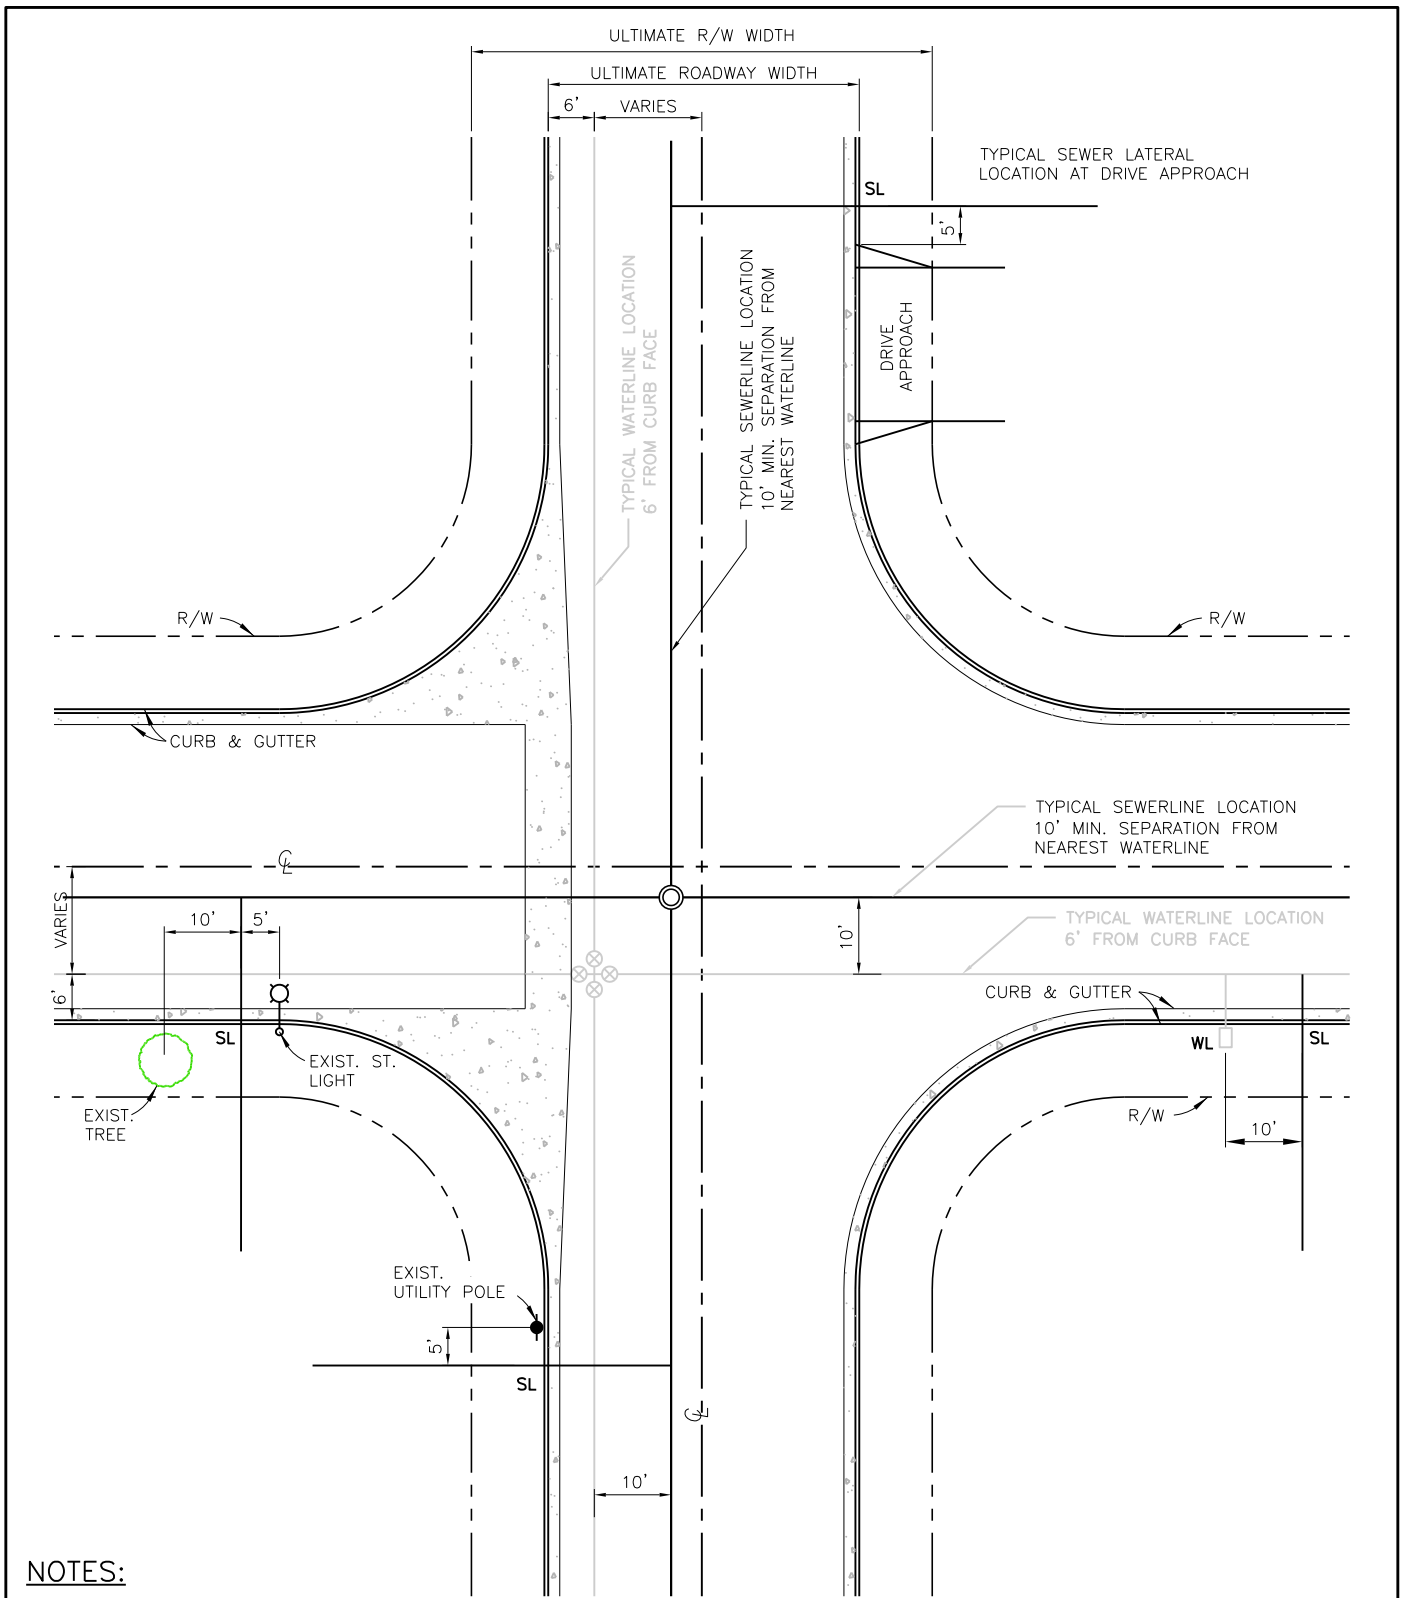 ULTIMATE R/W WIDTH
ULTIMATE ROADWAY WIDTH
6'
VARIES
TYPICAL SEWER LATERAL
LOCATION AT DRIVE APPROACH
SL
5'
TYPICAL WATERLINE LOCATION
6' FROM CURB FACE
TYPICAL SEWERLINE LOCATION
10' MIN. SEPARATION FROM
NEAREST WATERLINE
DRIVE
APPROACH
R/W
R/W
CURB & GUTTER
TYPICAL SEWERLINE LOCATION
10' MIN. SEPARATION FROM
NEAREST WATERLINE
℄
VARIES
10'
5'
10'
TYPICAL WATERLINE LOCATION
6' FROM CURB FACE
6'
CURB & GUTTER
SL
WL
SL
EXIST. ST.
LIGHT
EXIST.
TREE
R/W
10'
EXIST.
UTILITY POLE
5'
SL
℄
10'
NOTES: